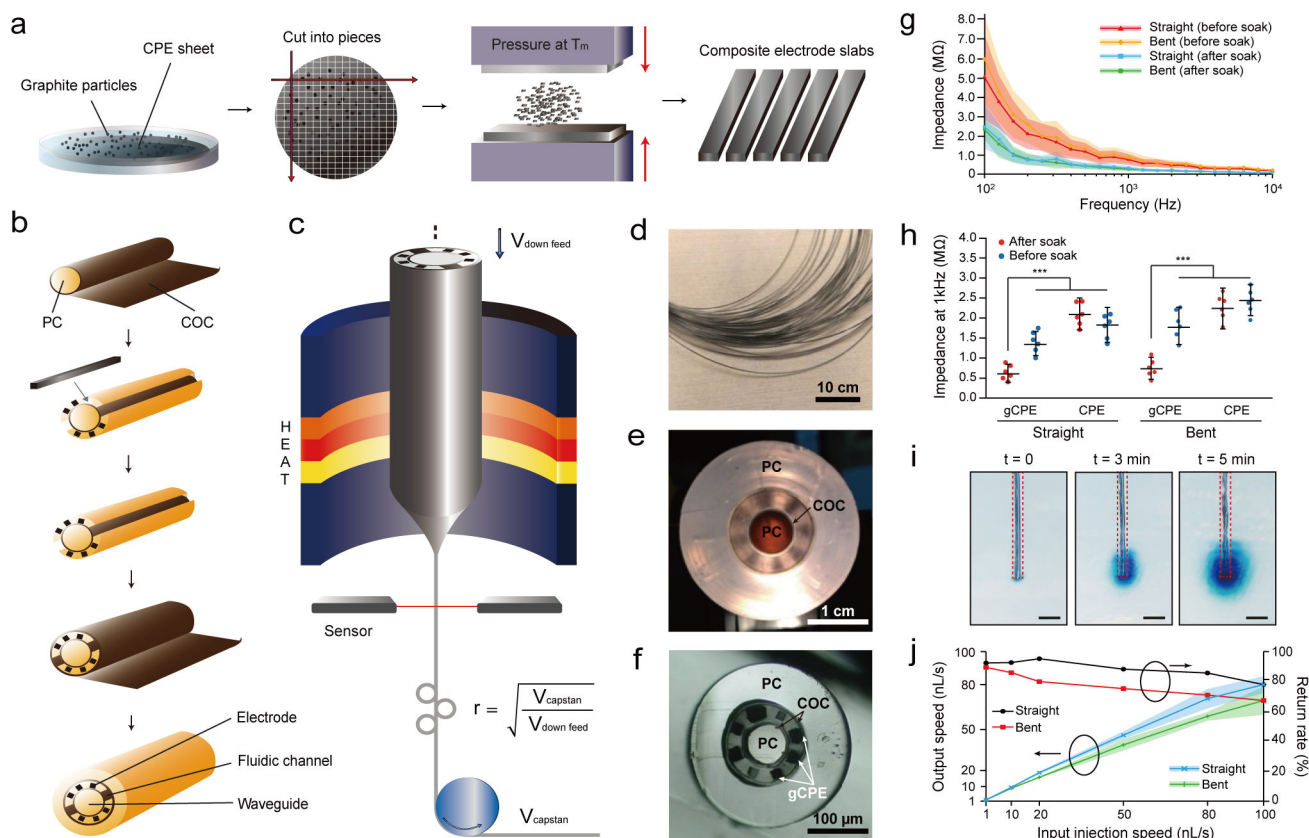 a
CPE sheet
Graphite particles
Cut into pieces
Pressure at Tm
Composite electrode slabs
b
PC
COC
Electrode
Fluidic channel
Waveguide
c
V down feed
HEAT
Sensor
r = √(V capstan / V down feed)
V capstan
d
10 cm
e
PC
COC
PC
1 cm
f
PC
COC
PC
gCPE
100 µm
g
Impedance (MΩ)
8.0
7.0
6.0
5.0
4.0
3.0
2.0
1.0
Straight (before soak)
Bent (before soak)
Straight (after soak)
Bent (after soak)
10²
10³
10⁴
Frequency (Hz)
h
Impedance at 1kHz (MΩ)
4.0
3.5
3.0
2.5
2.0
1.5
1.0
0.5
0
After soak
Before soak
***
***
gCPE
CPE
gCPE
CPE
Straight
Bent
i
t = 0
t = 3 min
t = 5 min
j
Output speed (nL/s)
100
80
50
20
10
1
Straight
Bent
Straight
Bent
100
80
60
40
20
0
Return rate (%)
1
10
20
50
80
100
Input injection speed (nL/s)